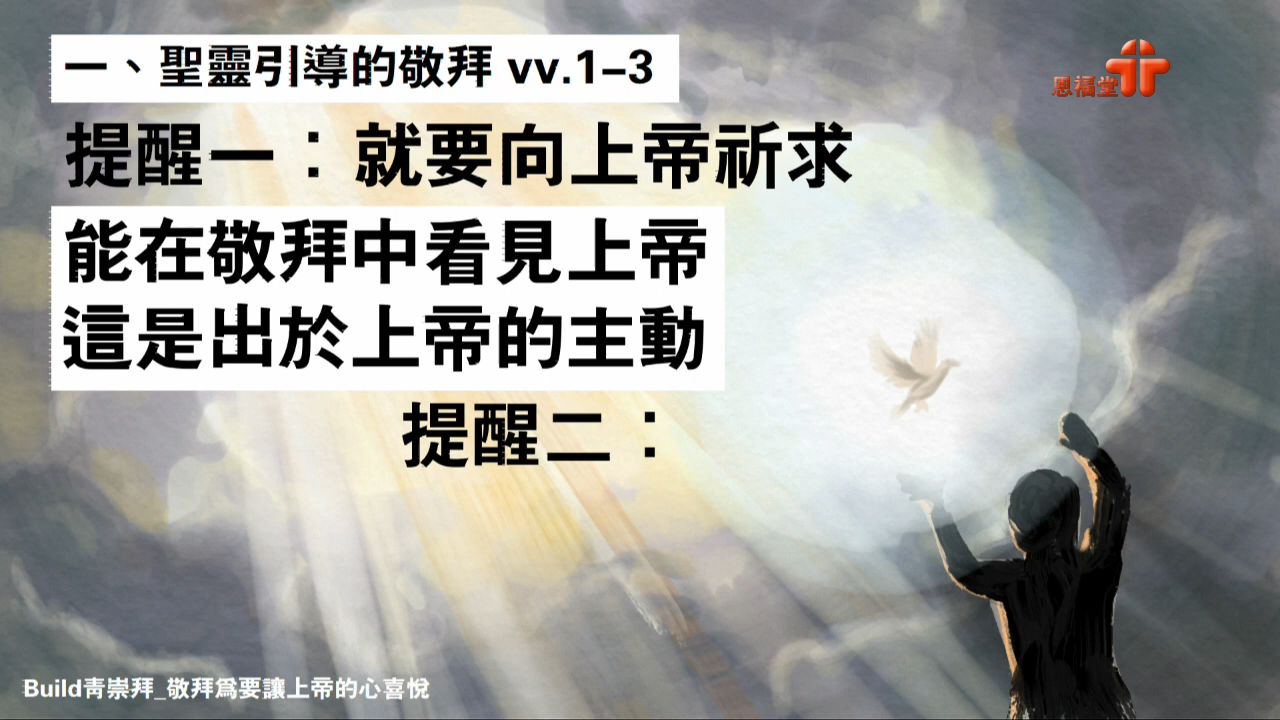 一、聖靈引導的敬拜 vv.1-3
恩福堂
提醒一：就要向上帝祈求
能在敬拜中看見上帝
這是出於上帝的主動
提醒二：
Build靑崇拜_敬拜爲要讓上帝的心喜悅